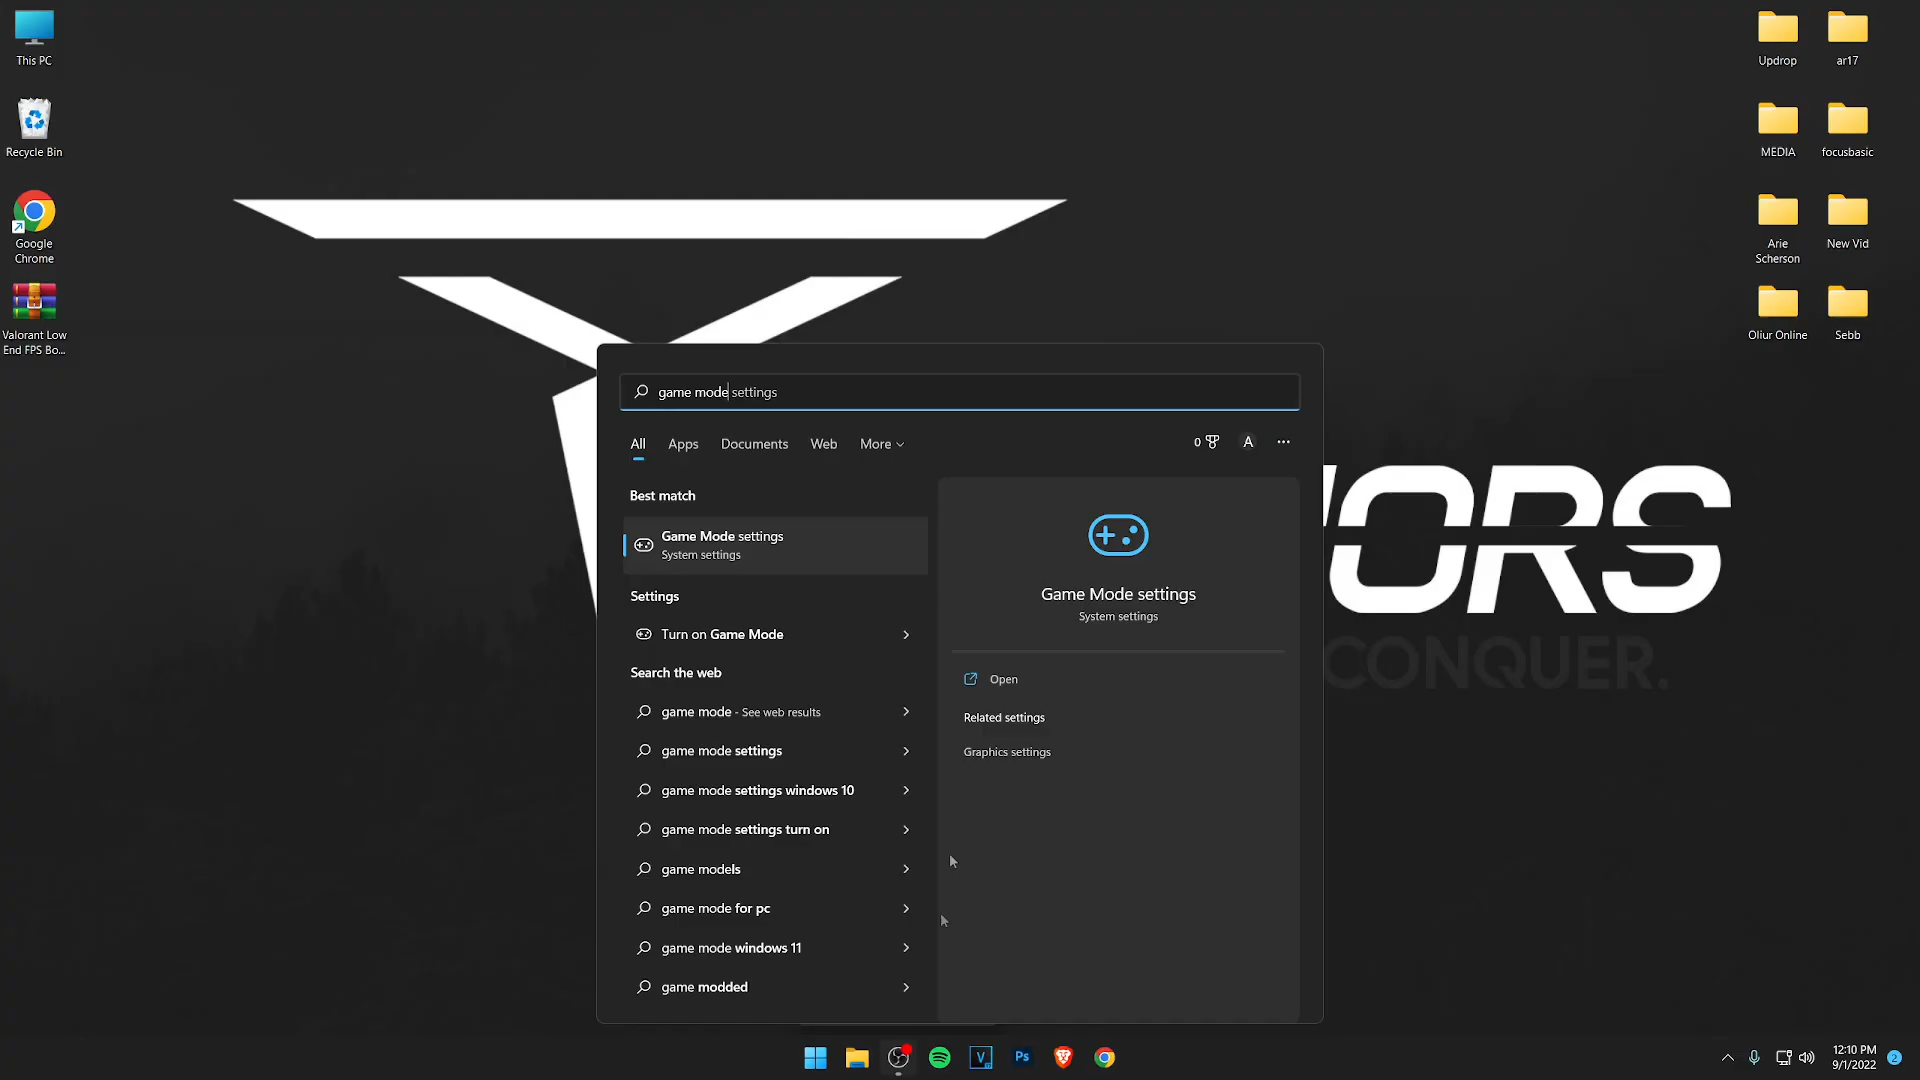 This PC
Recycle Bin
Google
Chrome
Valorant Low
End FPS Bo...
Updrop
ar17
MEDIA
focusbasic
Arie
Scherson
New Vid
Oliur Online
Sebb
game mode settings
All
Apps
Documents
Web
More
0
A
Best match
Game Mode settings
System settings
Settings
Turn on Game Mode
Search the web
game mode - See web results
game mode settings
game mode settings windows 10
game mode settings turn on
game models
game mode for pc
game mode windows 11
game modded
Game Mode settings
System settings
Open
Related settings
Graphics settings
ORS
CONQUER.
V
Ps
12:10 PM
9/1/2022
2